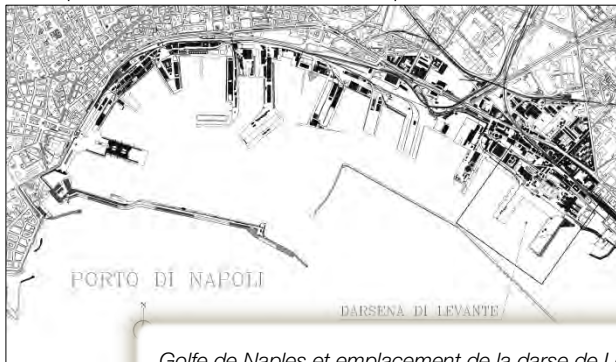 PORTO DI NAPOLI
DARSENA DI LEVANTE
N
Golfe de Naples et emplacement de la darse de